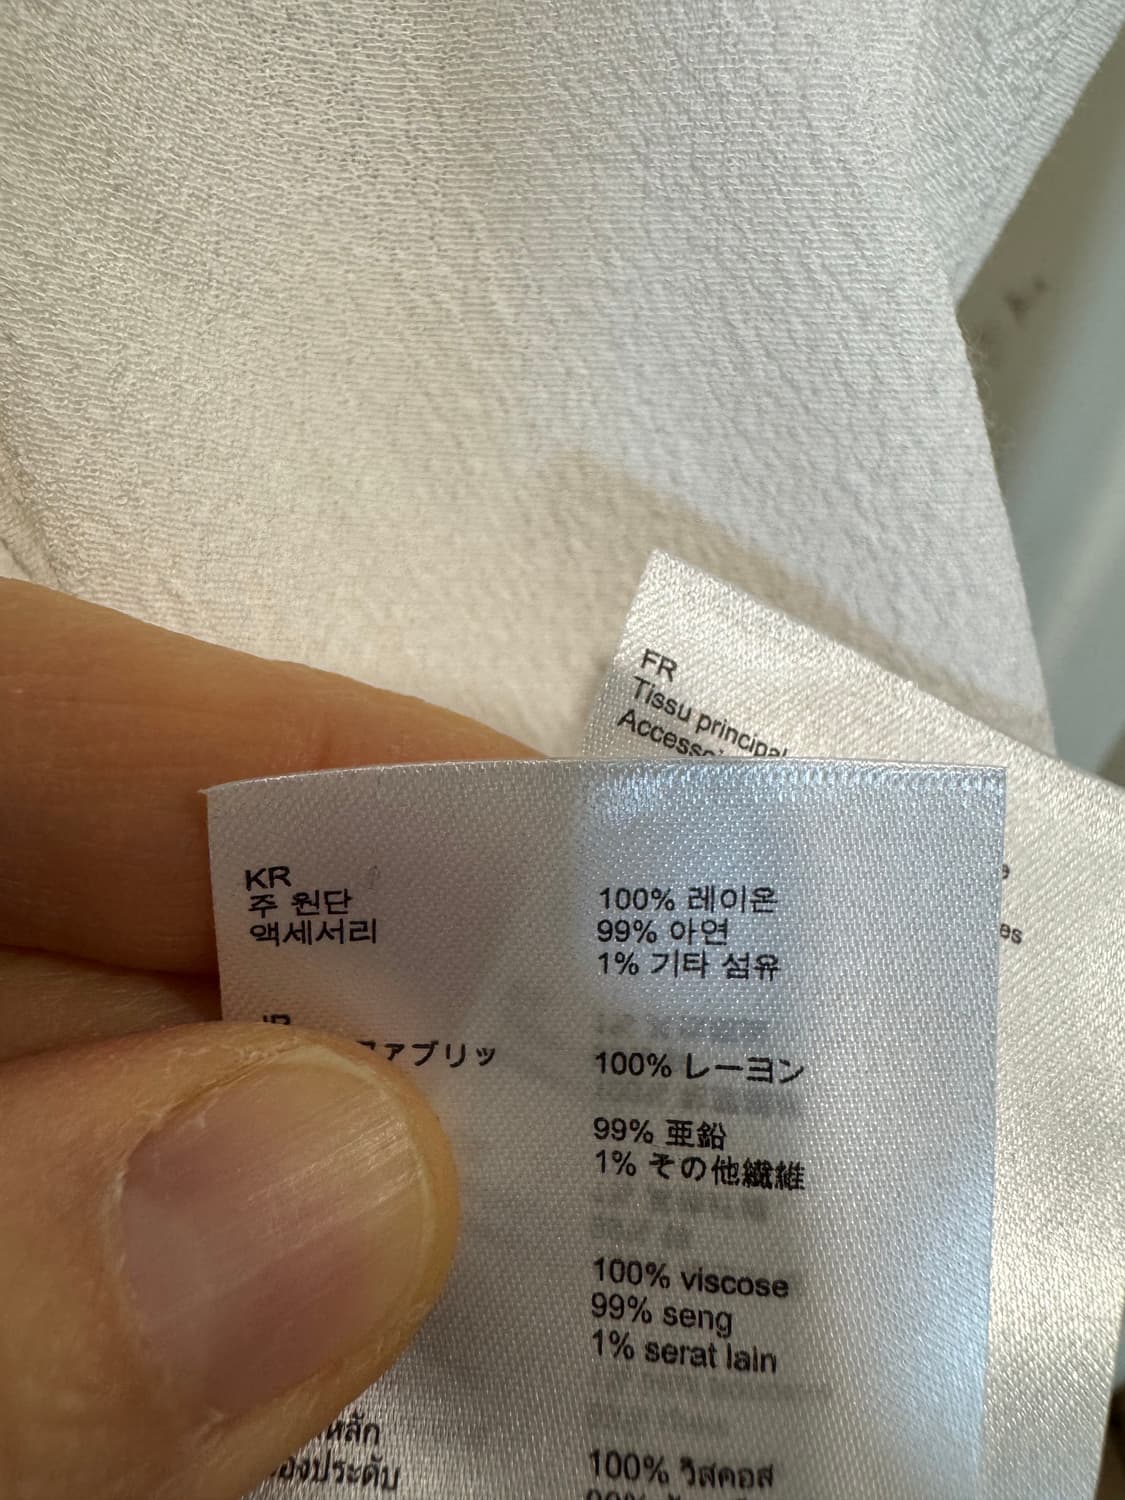 FR
Tissu principal
KR
주 원단 100% 레이온
액세서리 99% 아연
1% 기타 섬유
ファブリッ 100% レーヨン
99% 亜鉛
1% その他繊維
100% viscose
99% seng
1% serat lain
100% วิสคอส